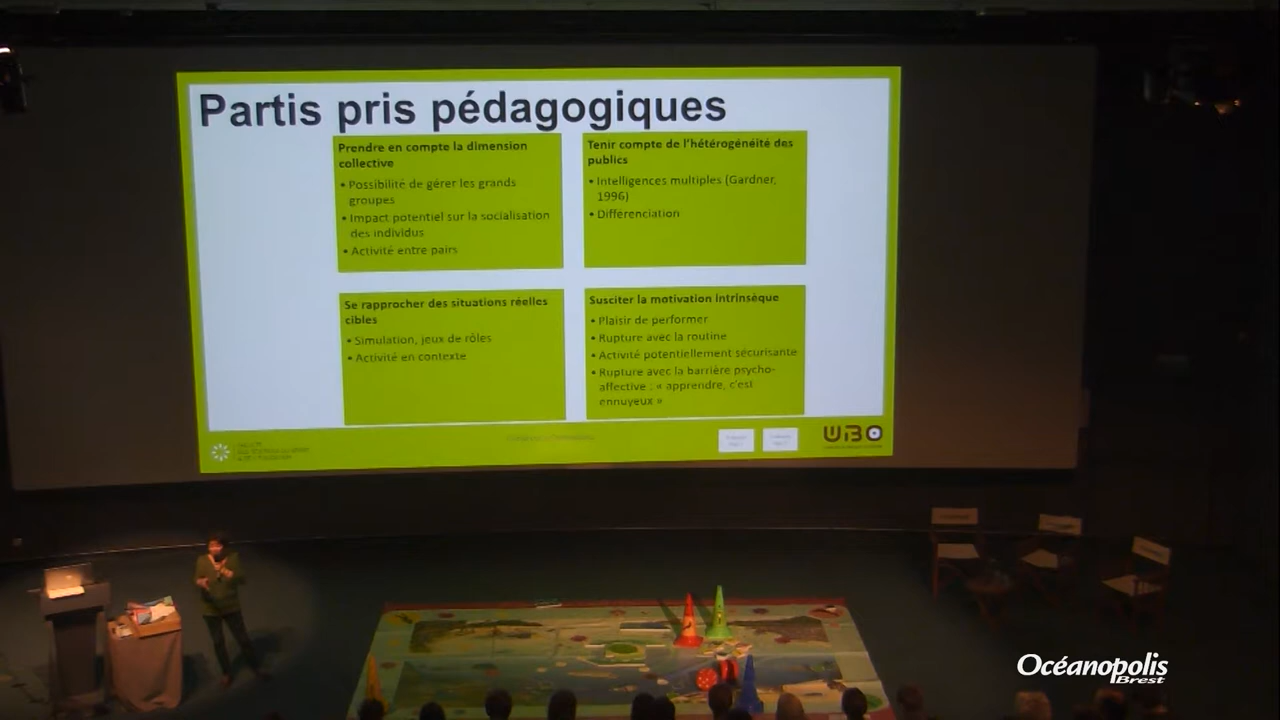 Partis pris pédagogiques
Prendre en compte la dimension
collective
• Possibilité de gérer les grands
groupes
• Impact potentiel sur la socialisation
des individus
• Activité entre pairs
Tenir compte de l'hétérogénéité des
publics
• Intelligences multiples (Gardner,
1996)
• Différenciation
Se rapprocher des situations réelles
cibles
• Simulation, jeux de rôles
• Activité en contexte
Susciter la motivation intrinsèque
• Plaisir de performer
• Rupture avec la routine
• Activité potentiellement sécurisante
• Rupture avec la barrière psycho-
affective : « apprendre, c'est
ennuyeux »
UBO
Océanopolis
Brest